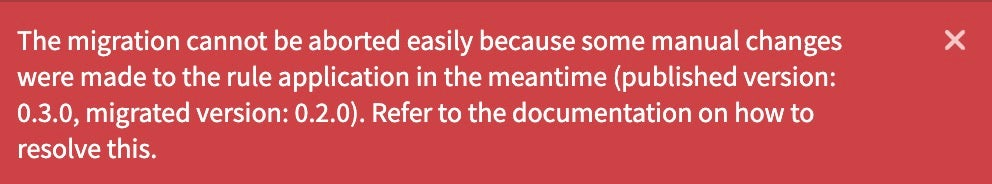 The migration cannot be aborted easily because some manual changes
were made to the rule application in the meantime (published version:
0.3.0, migrated version: 0.2.0). Refer to the documentation on how to
resolve this.